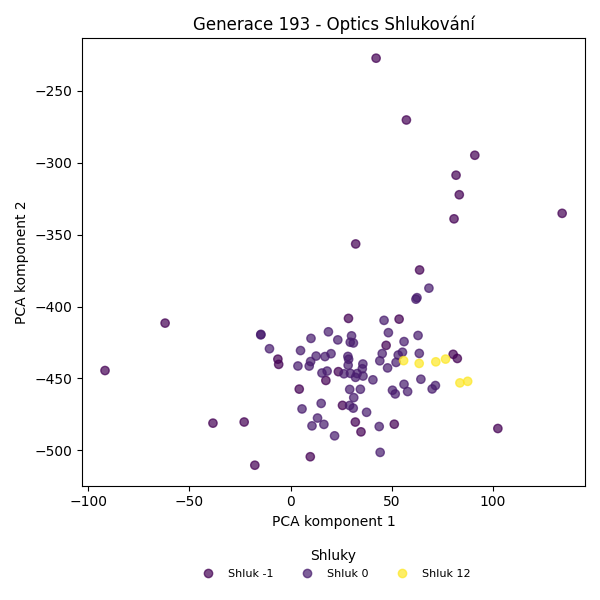 Generace 193 - Optics Shlukování
PCA komponent 2
−250
−300
−350
−400
−450
−500
−100
−50
0
50
100
PCA komponent 1
Shluky
Shluk -1
Shluk 0
Shluk 12